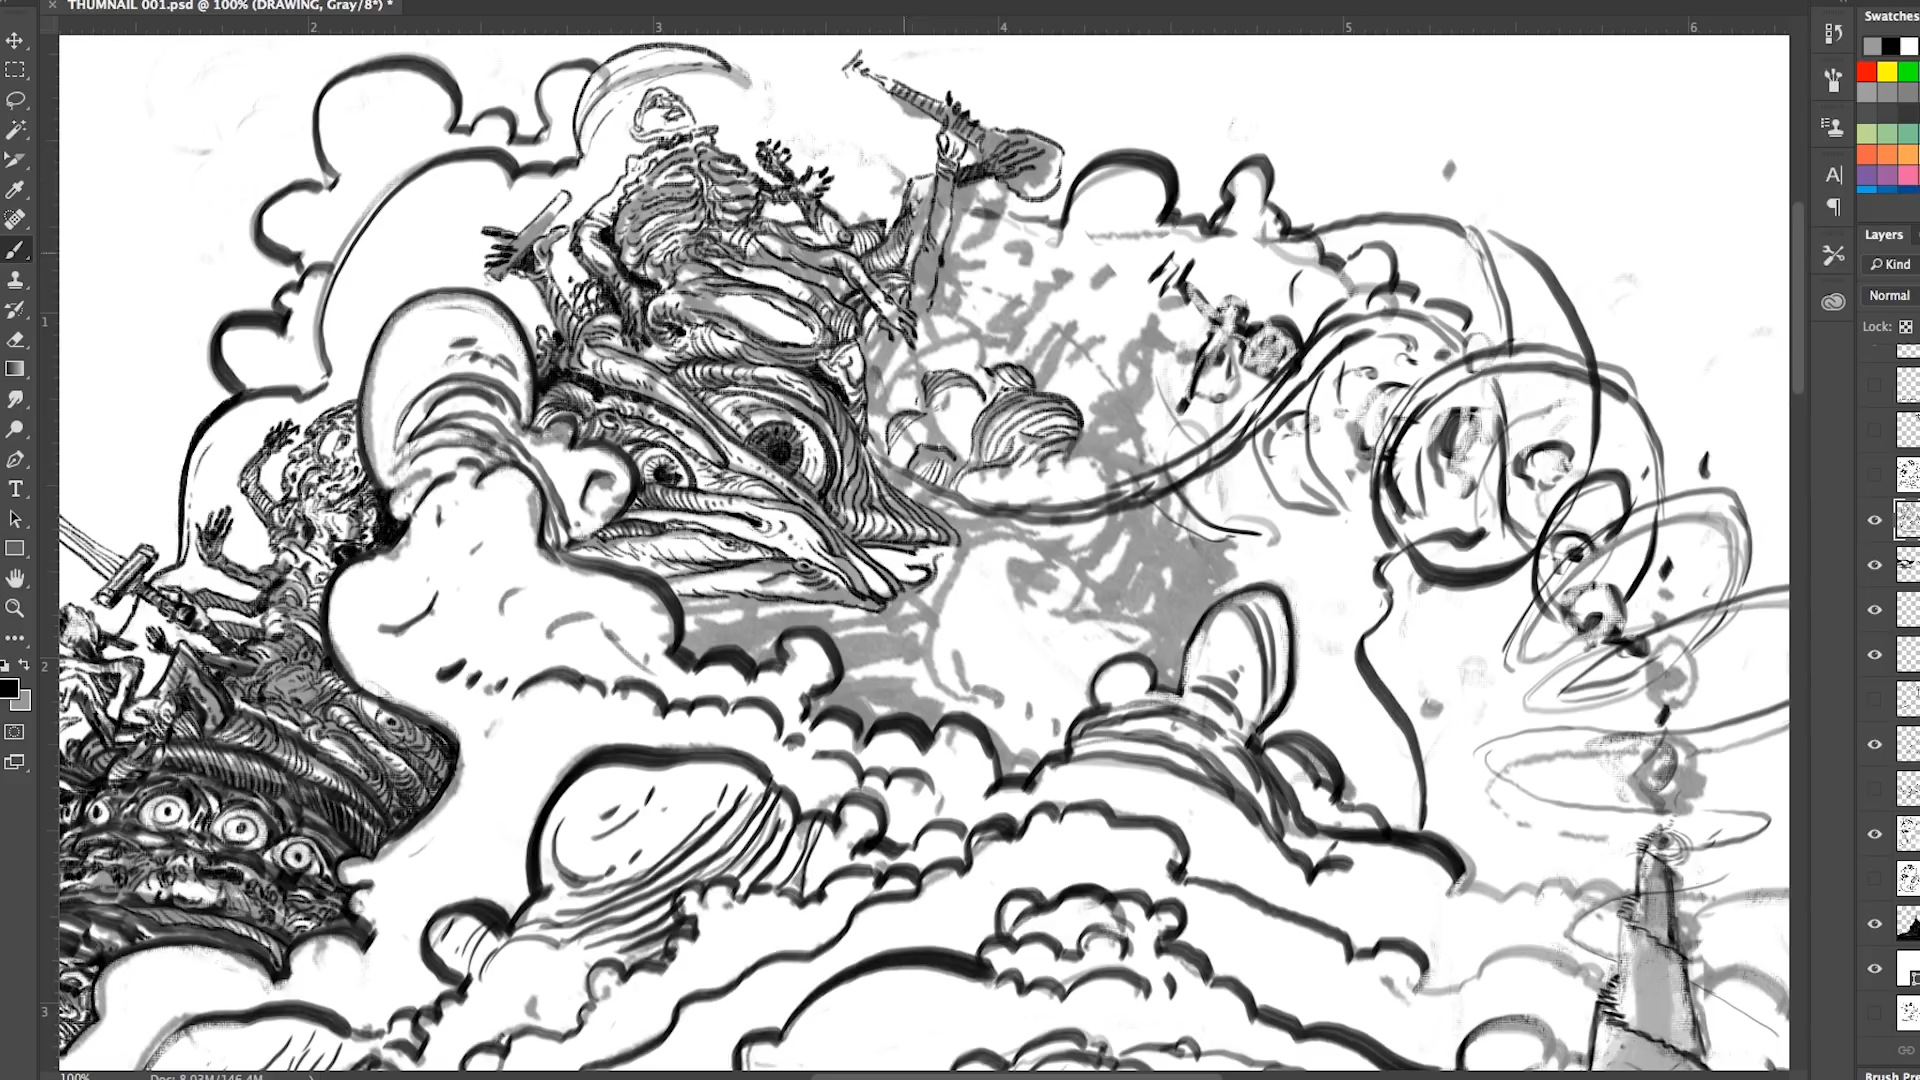 THUMNAIL 001.psd @ 100% (DRAWING, Gray/8*) *
Swatches
2
3
4
5
6
1
2
3
Layers
Kind
Normal
Lock:
100%
Doc: 8.03M/146.4M
Brush Pre